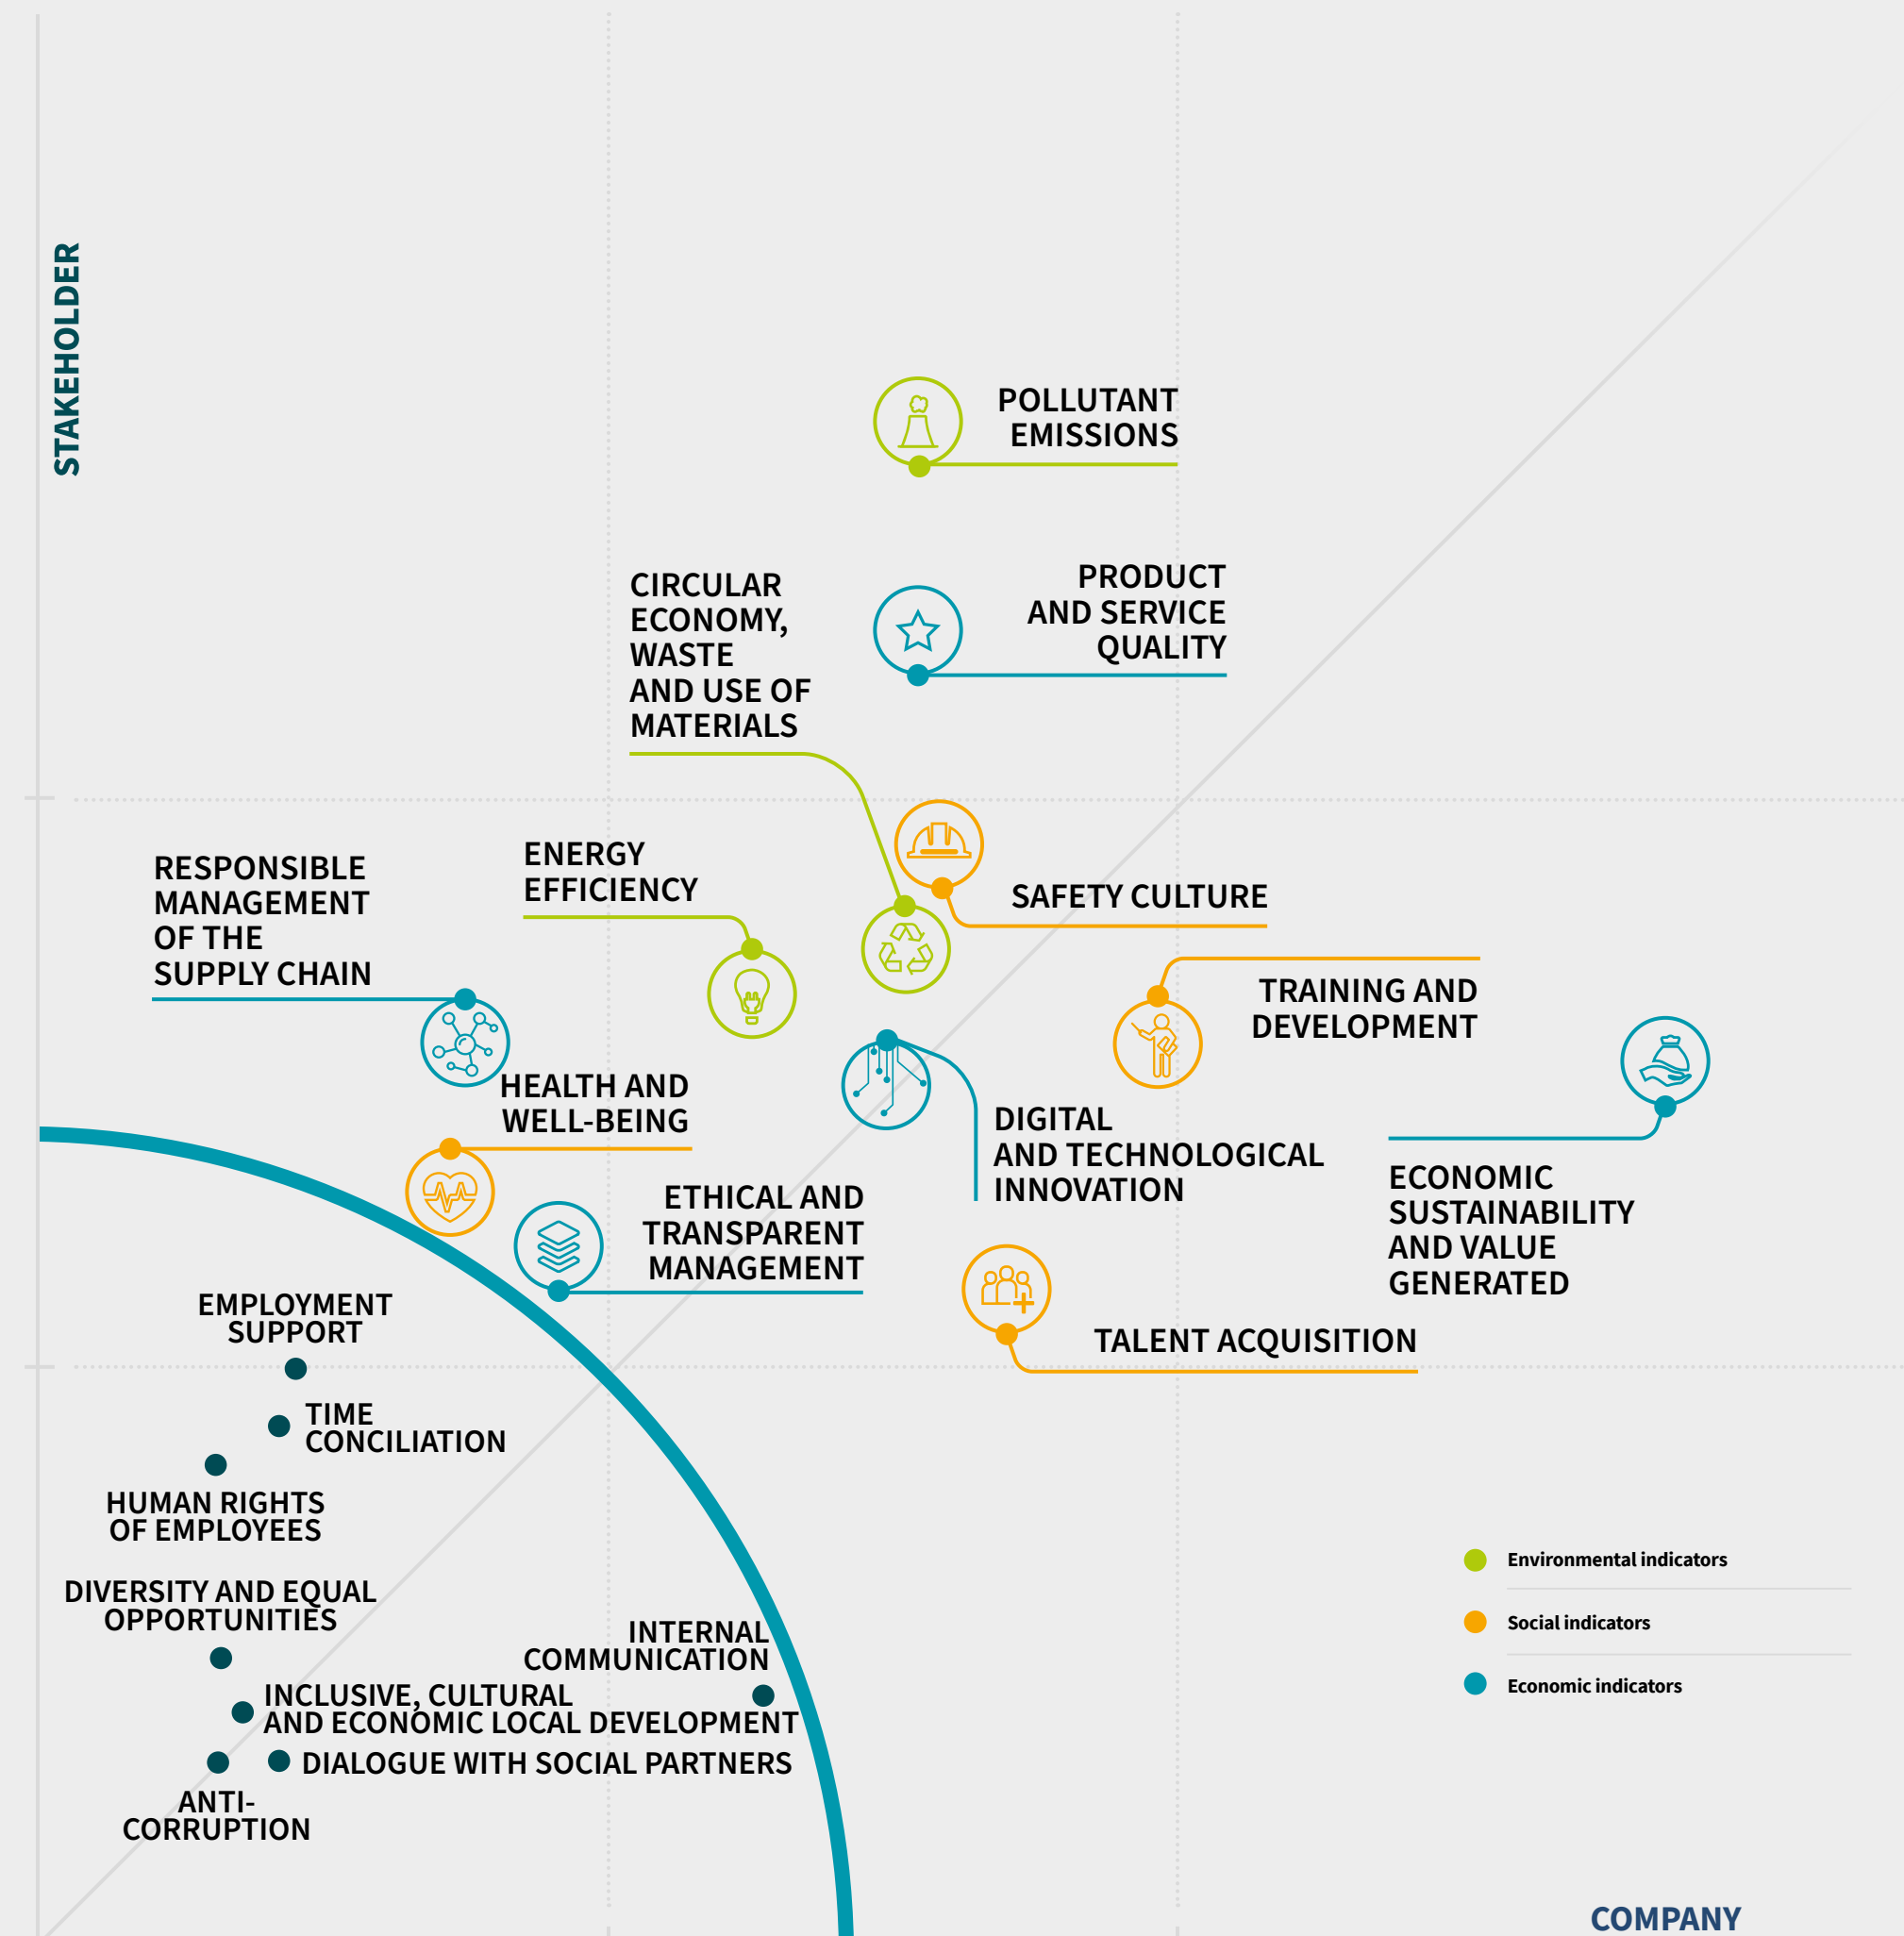 STAKEHOLDER
POLLUTANT
EMISSIONS
PRODUCT
AND SERVICE
QUALITY
CIRCULAR
ECONOMY,
WASTE
AND USE OF
MATERIALS
RESPONSIBLE
MANAGEMENT
OF THE
SUPPLY CHAIN
ENERGY
EFFICIENCY
SAFETY CULTURE
TRAINING AND
DEVELOPMENT
HEALTH AND
WELL-BEING
DIGITAL
AND TECHNOLOGICAL
INNOVATION
ETHICAL AND
TRANSPARENT
MANAGEMENT
ECONOMIC
SUSTAINABILITY
AND VALUE
GENERATED
TALENT ACQUISITION
EMPLOYMENT
SUPPORT
TIME
CONCILIATION
HUMAN RIGHTS
OF EMPLOYEES
DIVERSITY AND EQUAL
OPPORTUNITIES
INTERNAL
COMMUNICATION
INCLUSIVE, CULTURAL
AND ECONOMIC LOCAL DEVELOPMENT
DIALOGUE WITH SOCIAL PARTNERS
ANTI-
CORRUPTION
Environmental indicators
Social indicators
Economic indicators
COMPANY